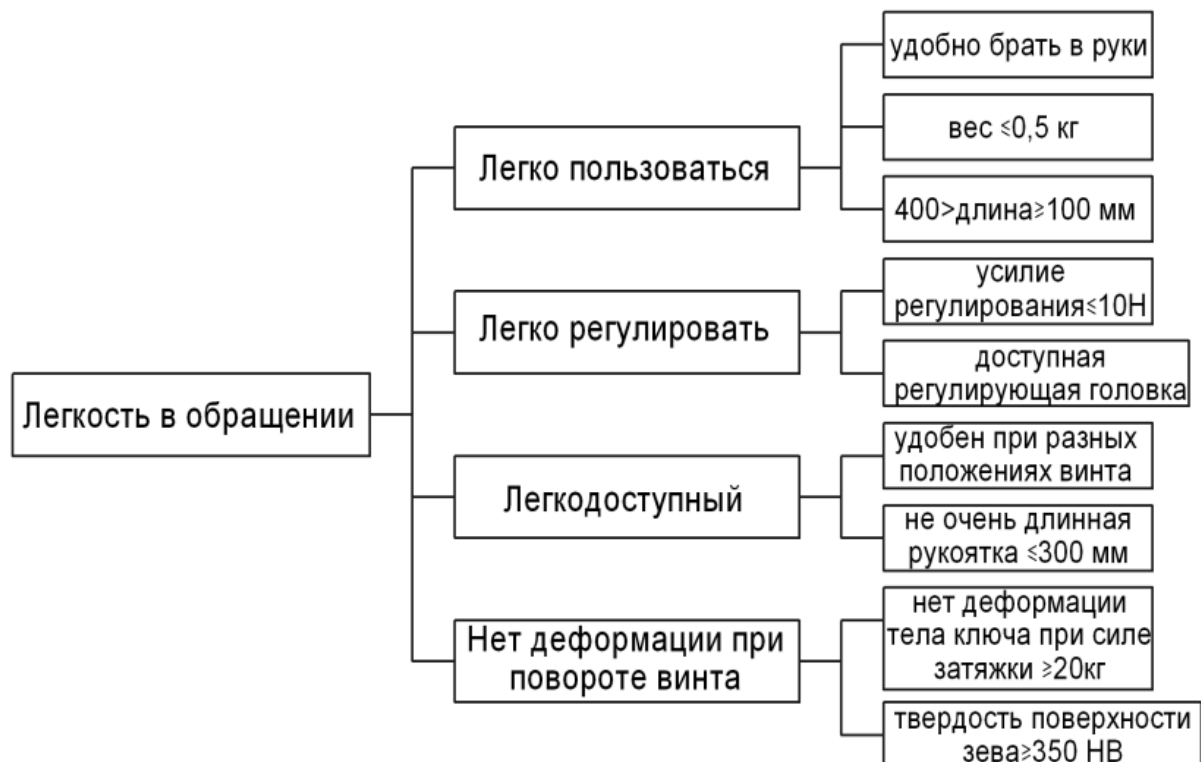 Легкость в обращении
Легко пользоваться
удобно брать в руки
вес ≤0,5 кг
400>длина≥100 мм
Легко регулировать
усилие
регулирования≤10Н
доступная
регулирующая головка
Легкодоступный
удобен при разных
положениях винта
не очень длинная
рукоятка ≤300 мм
Нет деформации при
повороте винта
нет деформации
тела ключа при силе
затяжки ≥20кг
твердость поверхности
зева≥350 НВ